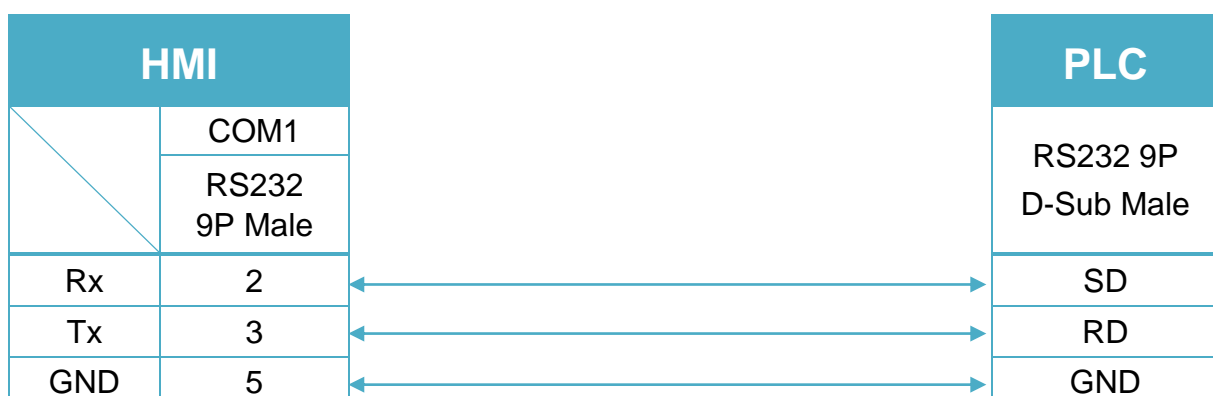 HMI
PLC
COM1
RS232
9P Male
RS232 9P
D-Sub Male
Rx 2 SD
Tx 3 RD
GND 5 GND